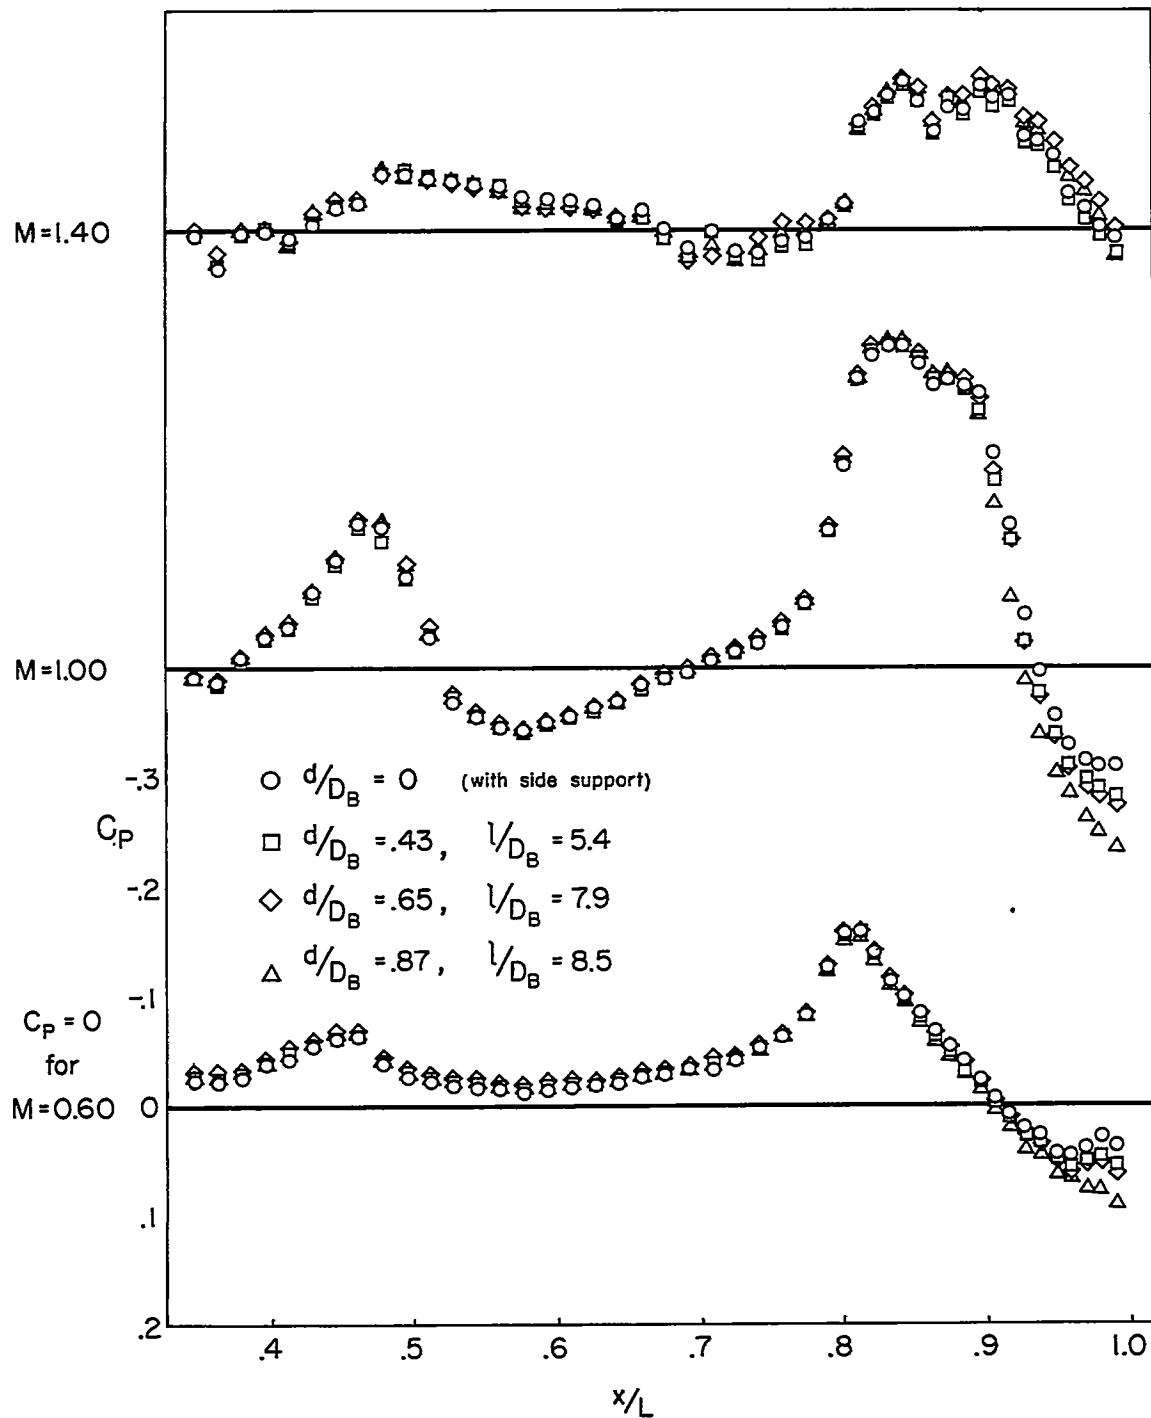 M=1.40
M=1.00
-.3
○ d/D_B = 0 (with side support)
C_P
□ d/D_B = .43, l/D_B = 5.4
-.2
◇ d/D_B = .65, l/D_B = 7.9
△ d/D_B = .87, l/D_B = 8.5
-.1
C_P = 0
for
M=0.60
0
.1
.2
.4 .5 .6 .7 .8 .9 1.0
x/L